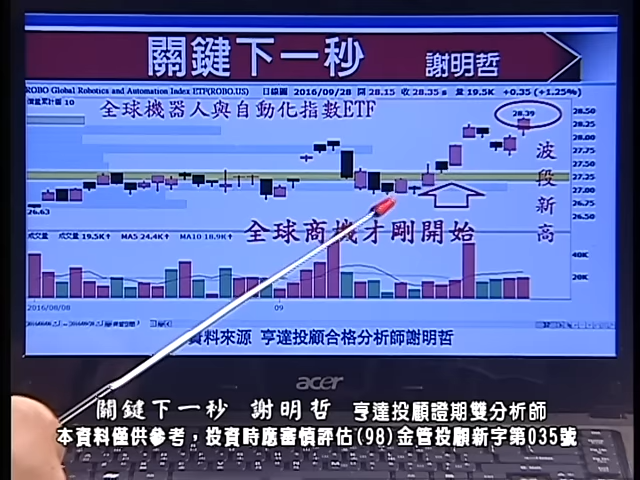 關鍵下一秒 謝明哲
ROBO Global Robotics and Automation Index ETF(ROBO.US) 日線圖 2016/09/28 開 28.15 收 28.35 s 量 19.5K +0.35 (+1.25%)
全球機器人與自動化指數ETF
28.39
28.50
28.25
28.00
27.75
27.50
27.25
27.00
26.75
26.50
波段新高
26.63
全球商機才剛開始
成交量 成交量 19.5K↑ MA5 24.4K↑ MA10 18.9K↑
40K
20K
2016/08/08 09
資料來源 亨達投顧合格分析師謝明哲
acer
關鍵下一秒 謝明哲 亨達投顧證期雙分析師
本資料僅供參考，投資時應審慎評估(98)金管投顧新字第035號